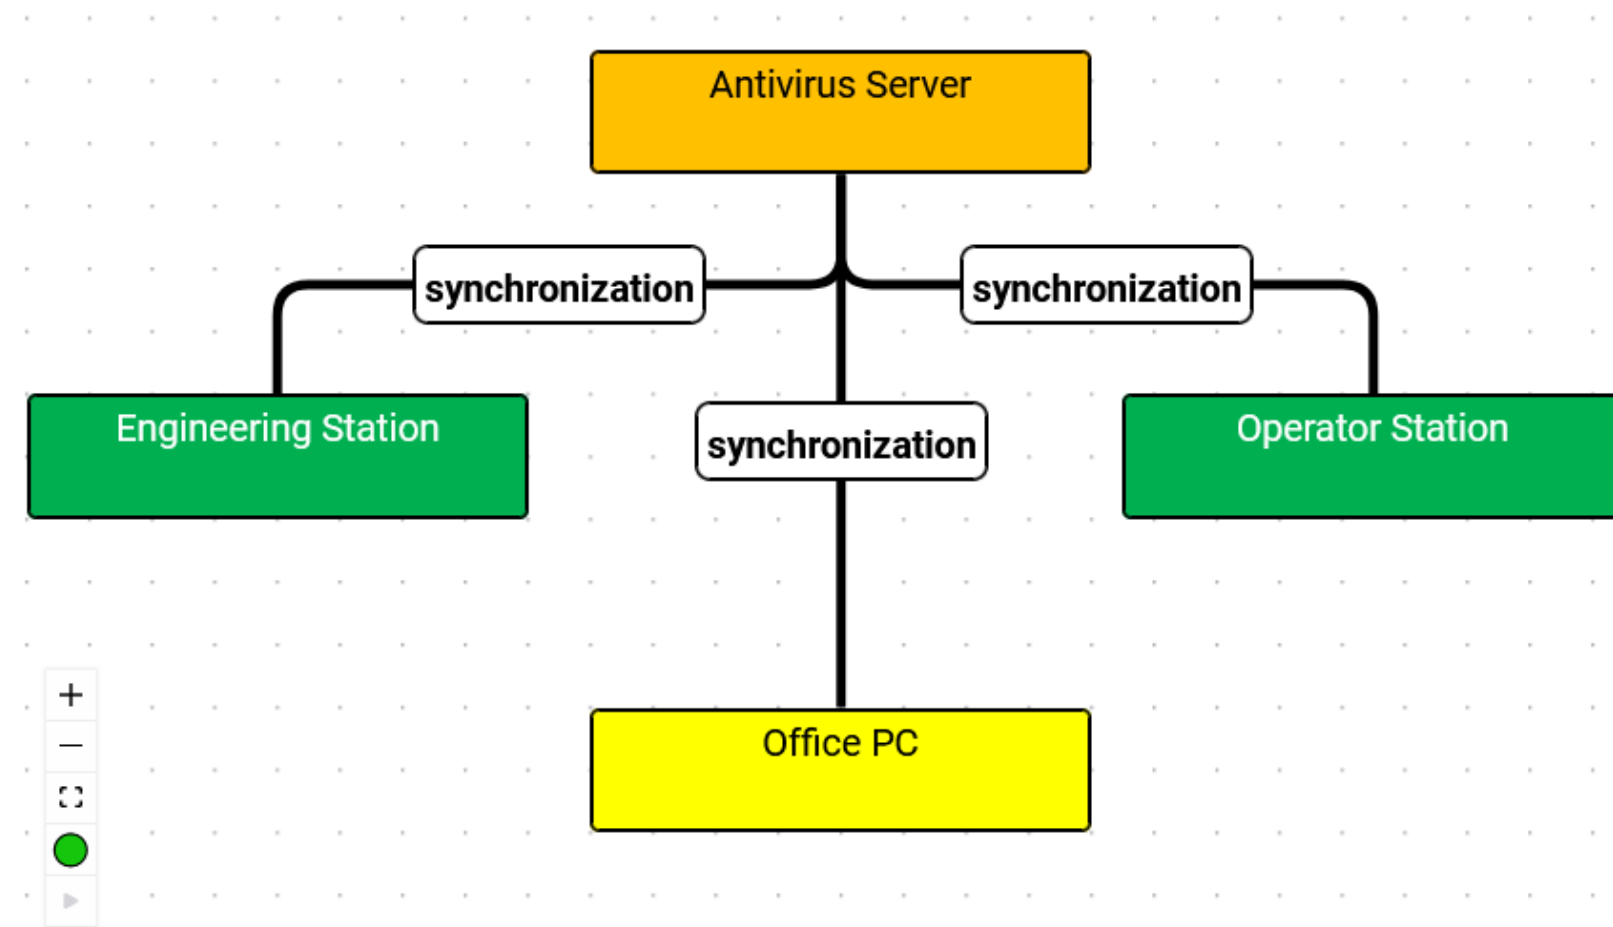 Antivirus Server
synchronization
synchronization
Engineering Station
synchronization
Operator Station
Office PC